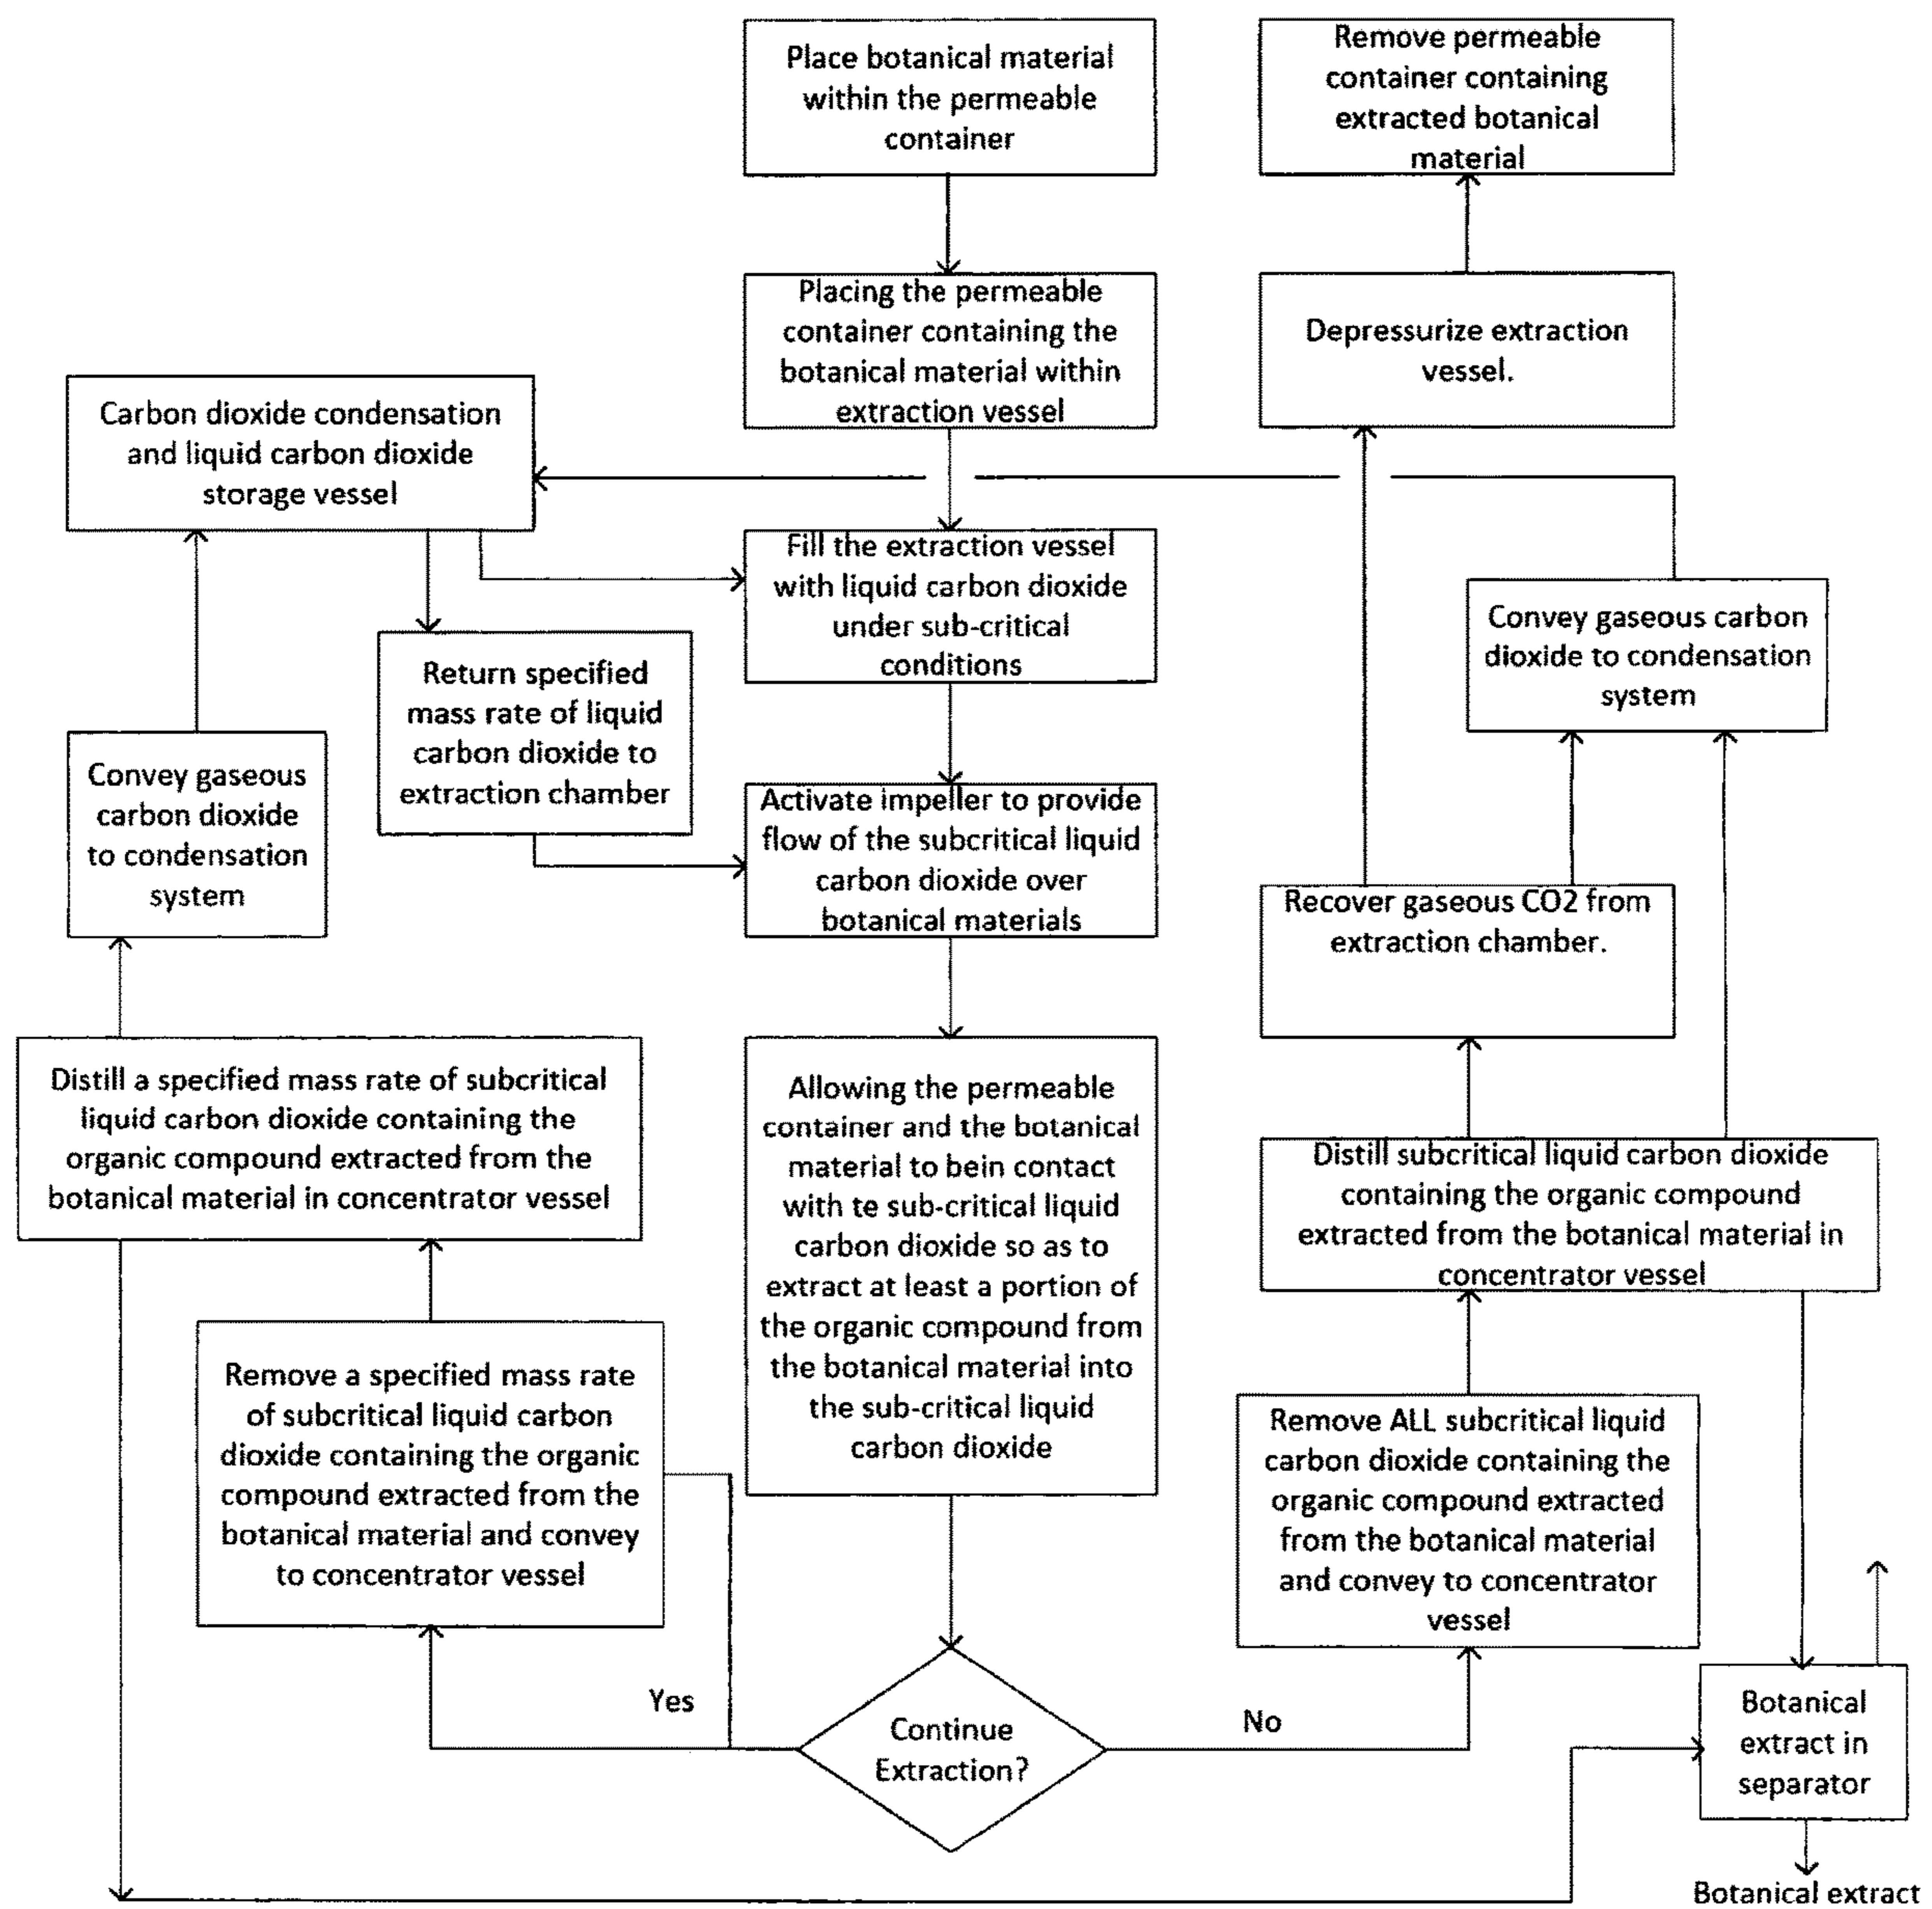 Place botanical material
within the permeable
container
Remove permeable
container containing
extracted botanical
material
Placing the permeable
container containing the
botanical material within
extraction vessel
Depressurize extraction
vessel.
Carbon dioxide condensation
and liquid carbon dioxide
storage vessel
Fill the extraction vessel
with liquid carbon dioxide
under sub-critical
conditions
Convey gaseous carbon
dioxide to condensation
system
Return specified
mass rate of liquid
carbon dioxide to
extraction chamber
Convey gaseous
carbon dioxide
to condensation
system
Activate impeller to provide
flow of the subcritical liquid
carbon dioxide over
botanical materials
Recover gaseous CO2 from
extraction chamber.
Distill a specified mass rate of subcritical
liquid carbon dioxide containing the
organic compound extracted from the
botanical material in concentrator vessel
Allowing the permeable
container and the botanical
material to bein contact
with te sub-critical liquid
carbon dioxide so as to
extract at least a portion of
the organic compound from
the botanical material into
the sub-critical liquid
carbon dioxide
Distill subcritical liquid carbon dioxide
containing the organic compound
extracted from the botanical material in
concentrator vessel
Remove a specified mass rate
of subcritical liquid carbon
dioxide containing the organic
compound extracted from the
botanical material and convey
to concentrator vessel
Remove ALL subcritical liquid
carbon dioxide containing the
organic compound extracted
from the botanical material
and convey to concentrator
vessel
Yes
Continue
Extraction?
No
Botanical
extract in
separator
Botanical extract